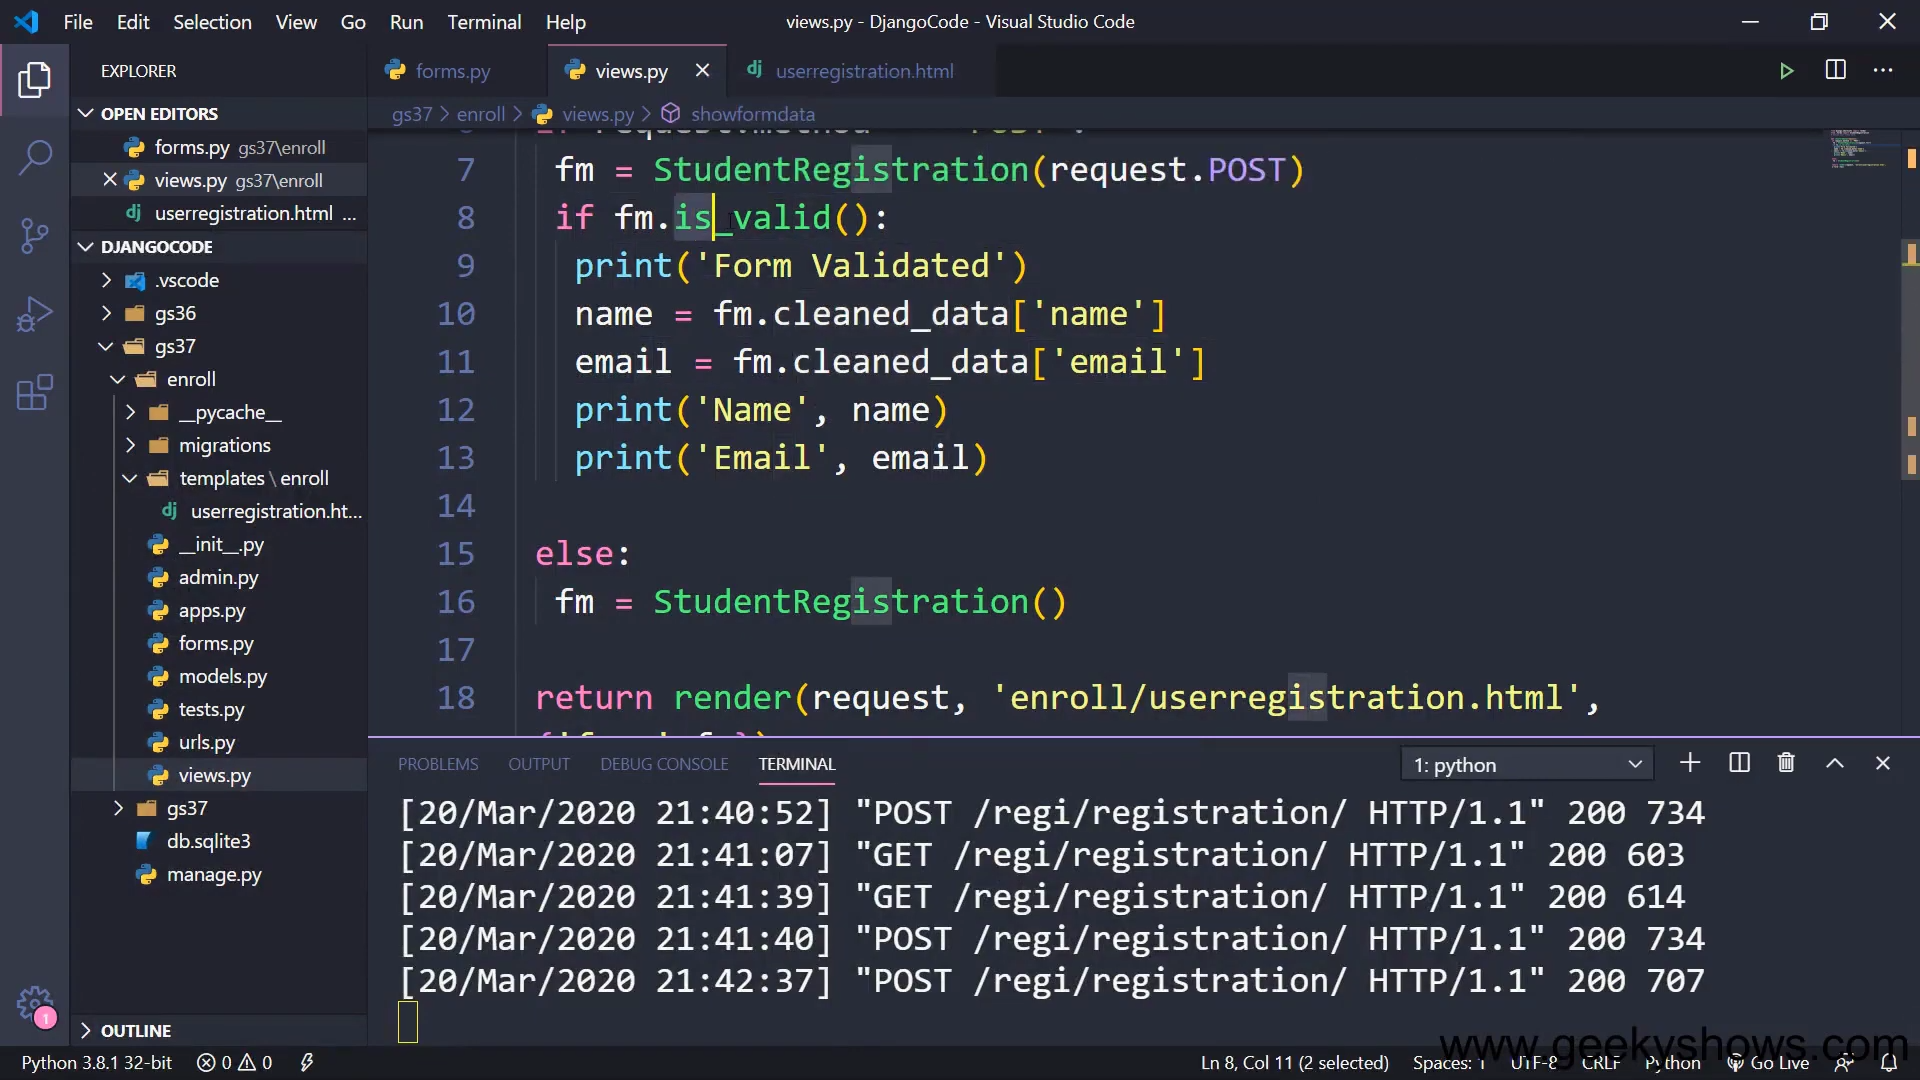 File Edit Selection View Go Run Terminal Help
views.py - DjangoCode - Visual Studio Code
EXPLORER
OPEN EDITORS
forms.py gs37\enroll
views.py gs37\enroll
userregistration.html ...
DJANGOCODE
.vscode
gs36
gs37
enroll
__pycache__
migrations
templates\enroll
userregistration.ht...
__init__.py
admin.py
apps.py
forms.py
models.py
tests.py
urls.py
views.py
gs37
db.sqlite3
manage.py
OUTLINE
forms.py views.py userregistration.html
gs37 > enroll > views.py > showformdata
7 fm = StudentRegistration(request.POST)
8 if fm.is_valid():
9 print('Form Validated')
10 name = fm.cleaned_data['name']
11 email = fm.cleaned_data['email']
12 print('Name', name)
13 print('Email', email)
14
15 else:
16 fm = StudentRegistration()
17
18 return render(request, 'enroll/userregistration.html',
PROBLEMS OUTPUT DEBUG CONSOLE TERMINAL 1: python
[20/Mar/2020 21:40:52] "POST /regi/registration/ HTTP/1.1" 200 734
[20/Mar/2020 21:41:07] "GET /regi/registration/ HTTP/1.1" 200 603
[20/Mar/2020 21:41:39] "GET /regi/registration/ HTTP/1.1" 200 614
[20/Mar/2020 21:41:40] "POST /regi/registration/ HTTP/1.1" 200 734
[20/Mar/2020 21:42:37] "POST /regi/registration/ HTTP/1.1" 200 707
www.geekyshows.com
1
Python 3.8.1 32-bit 0 0 Ln 8, Col 11 (2 selected) Spaces: 1 UTF-8 CRLF Python Go Live